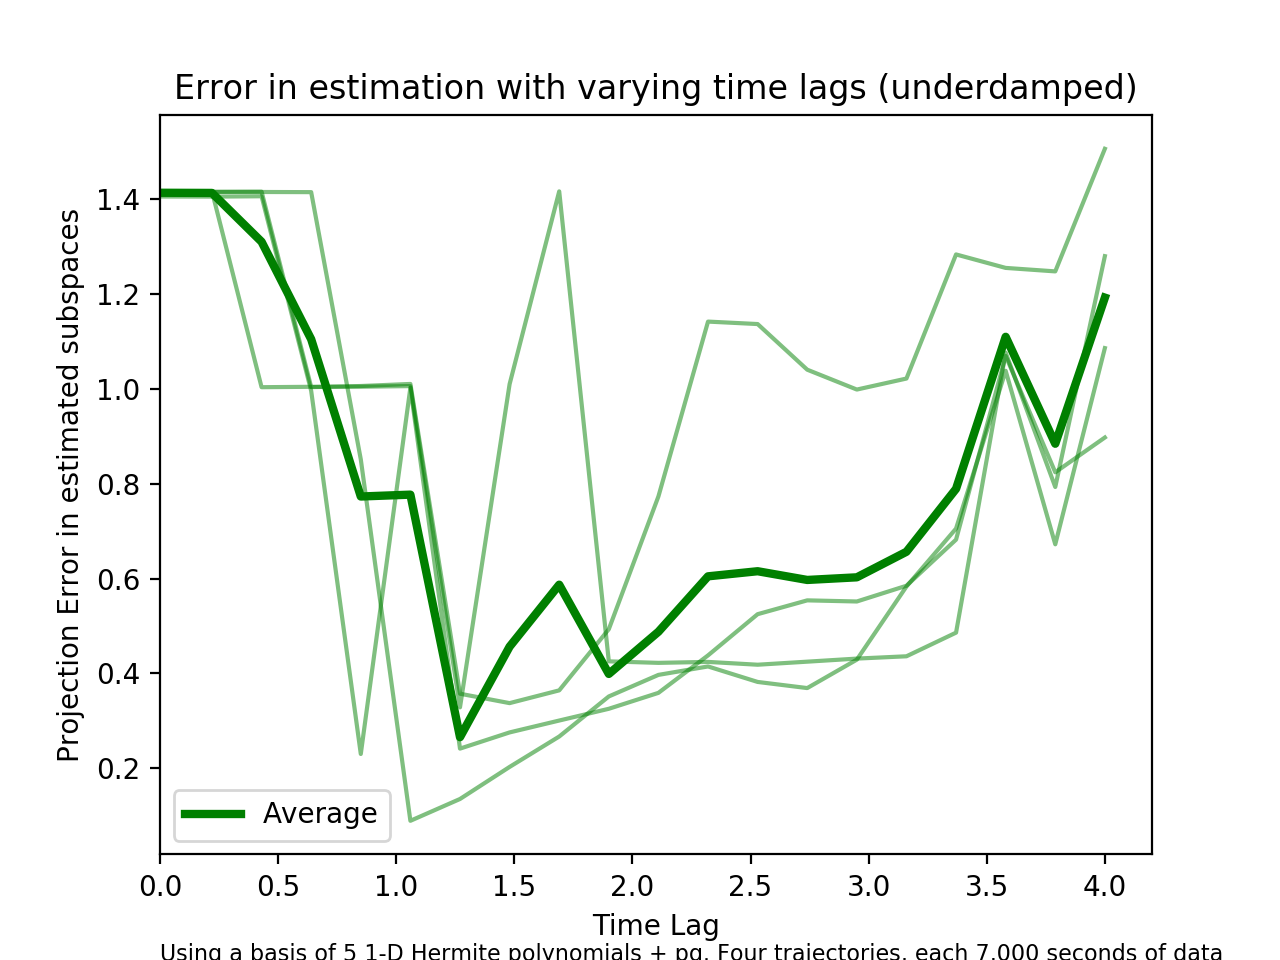 Error in estimation with varying time lags (underdamped)
Projection Error in estimated subspaces
1.4
1.2
1.0
0.8
0.6
0.4
0.2
Average
0.0 0.5 1.0 1.5 2.0 2.5 3.0 3.5 4.0
Time Lag
Using a basis of 5 1-D Hermite polynomials + pq. Four trajectories, each 7,000 seconds of data